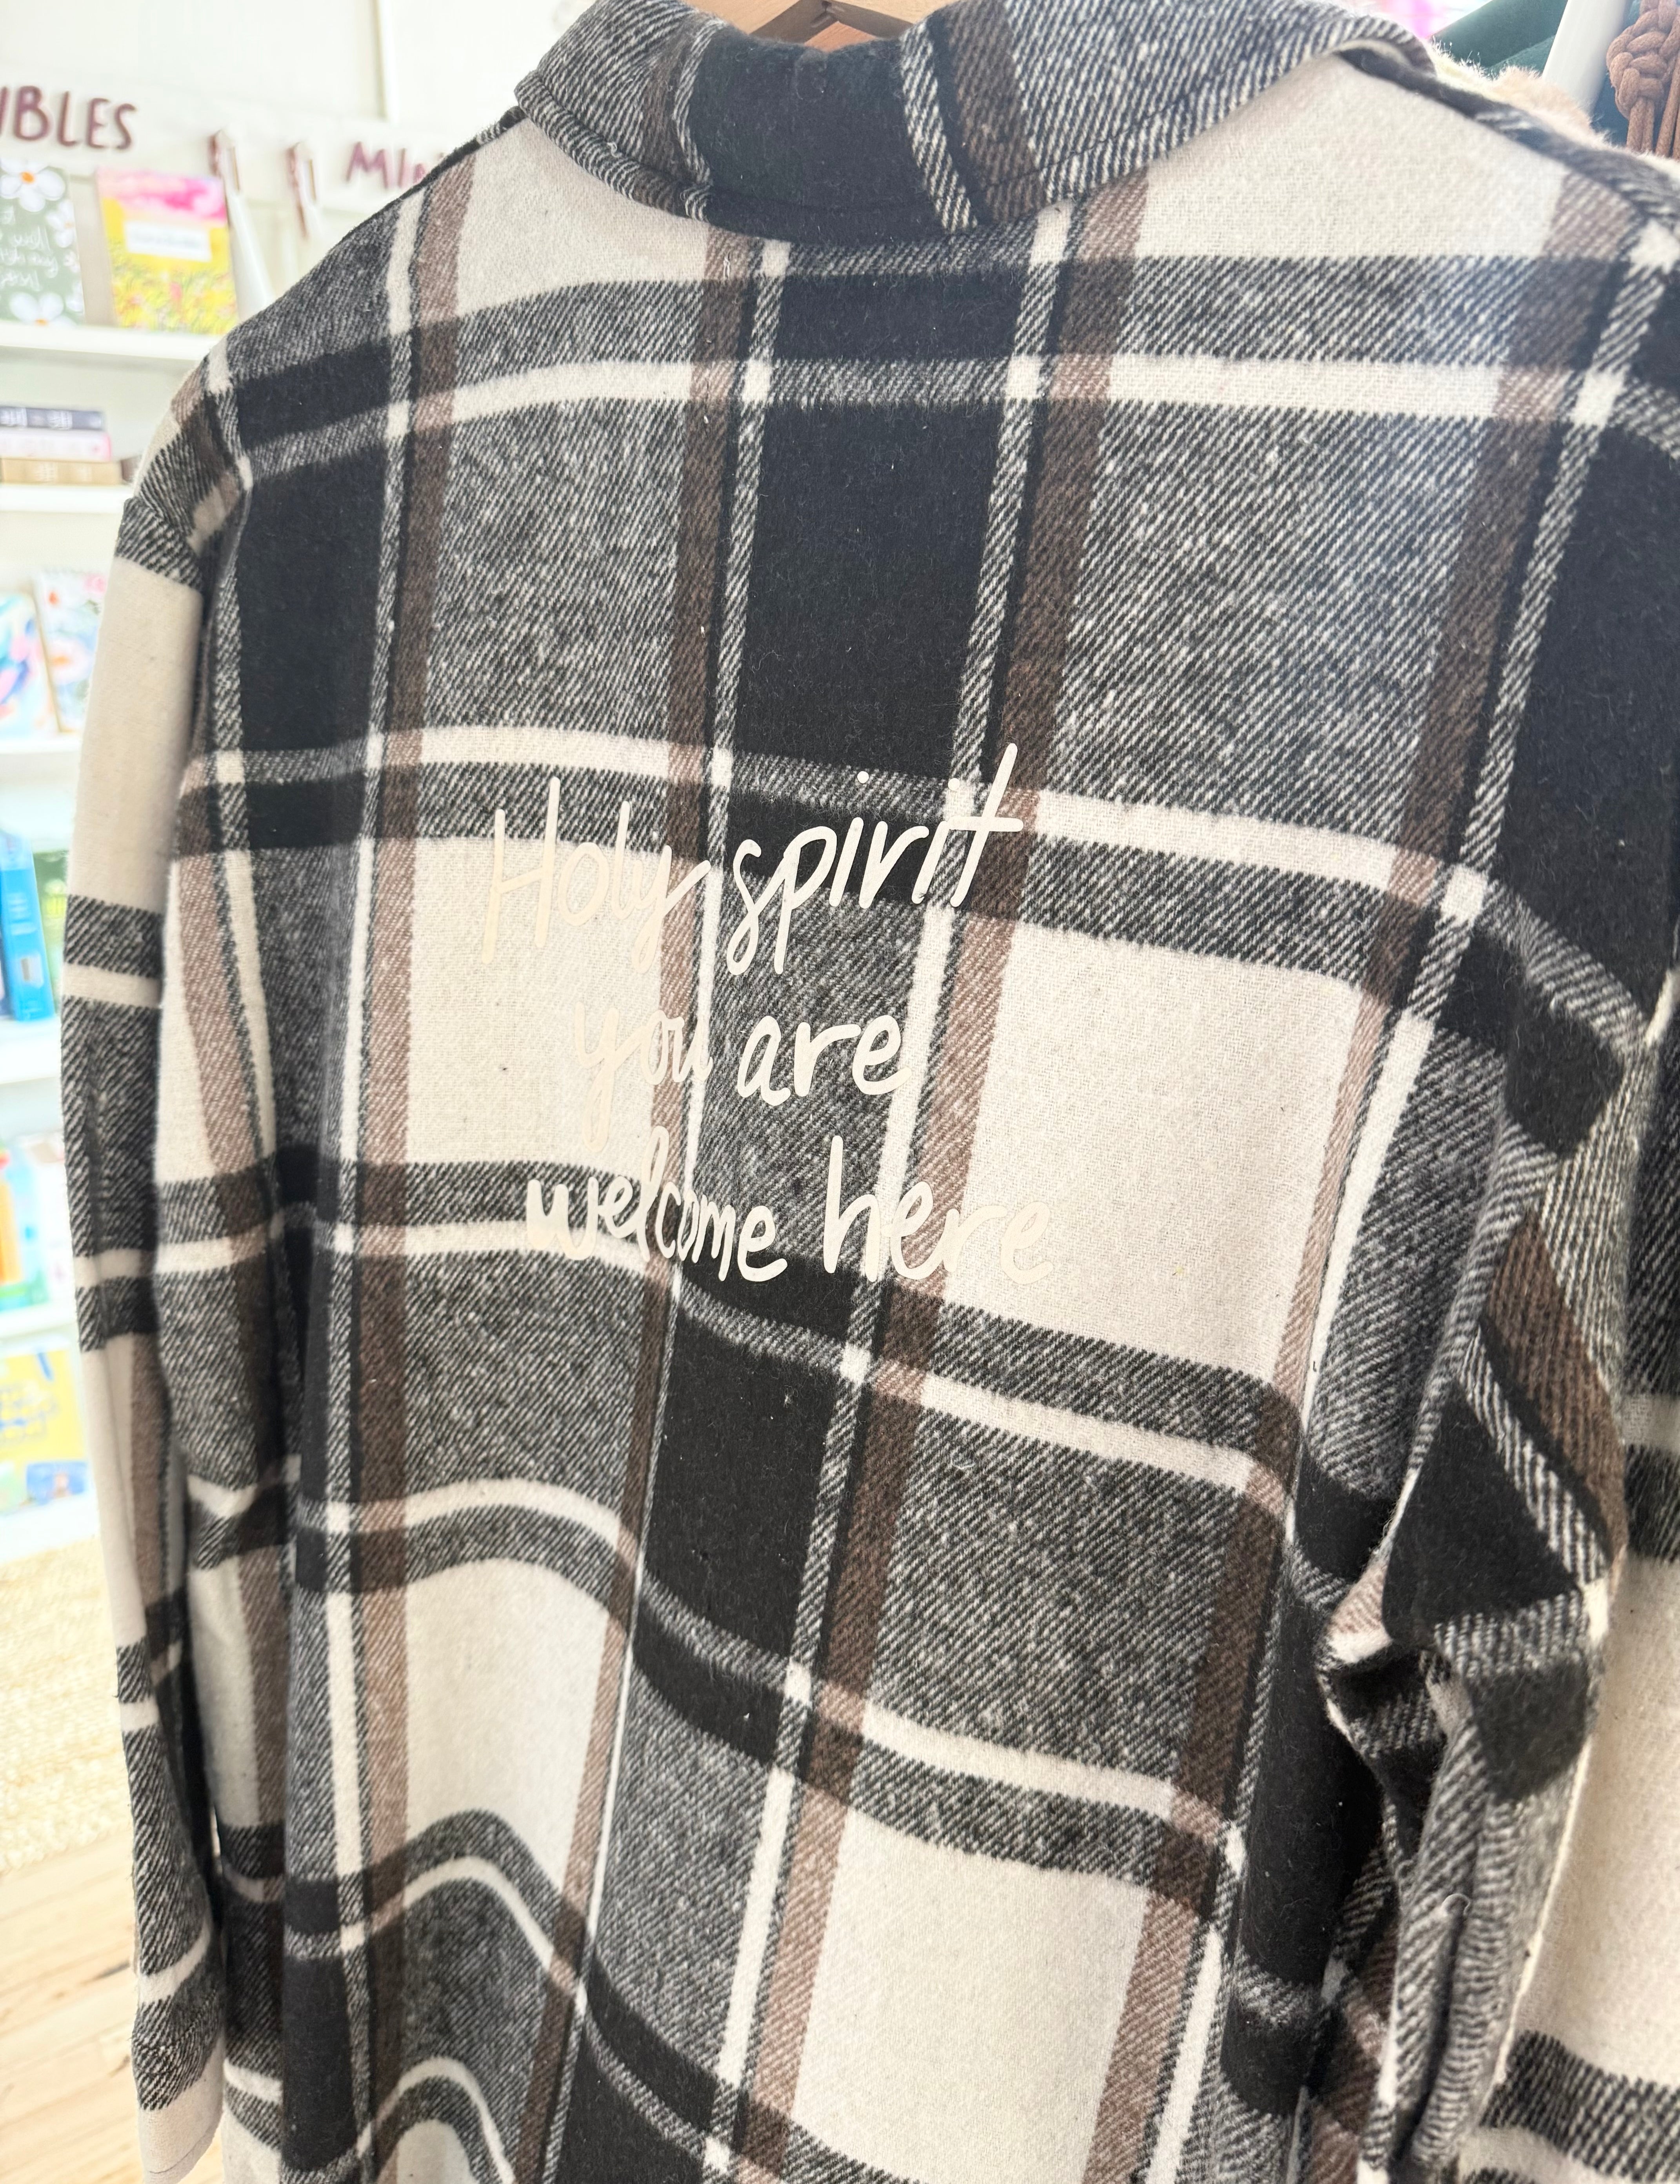 Holy spirit
you are
welcome here